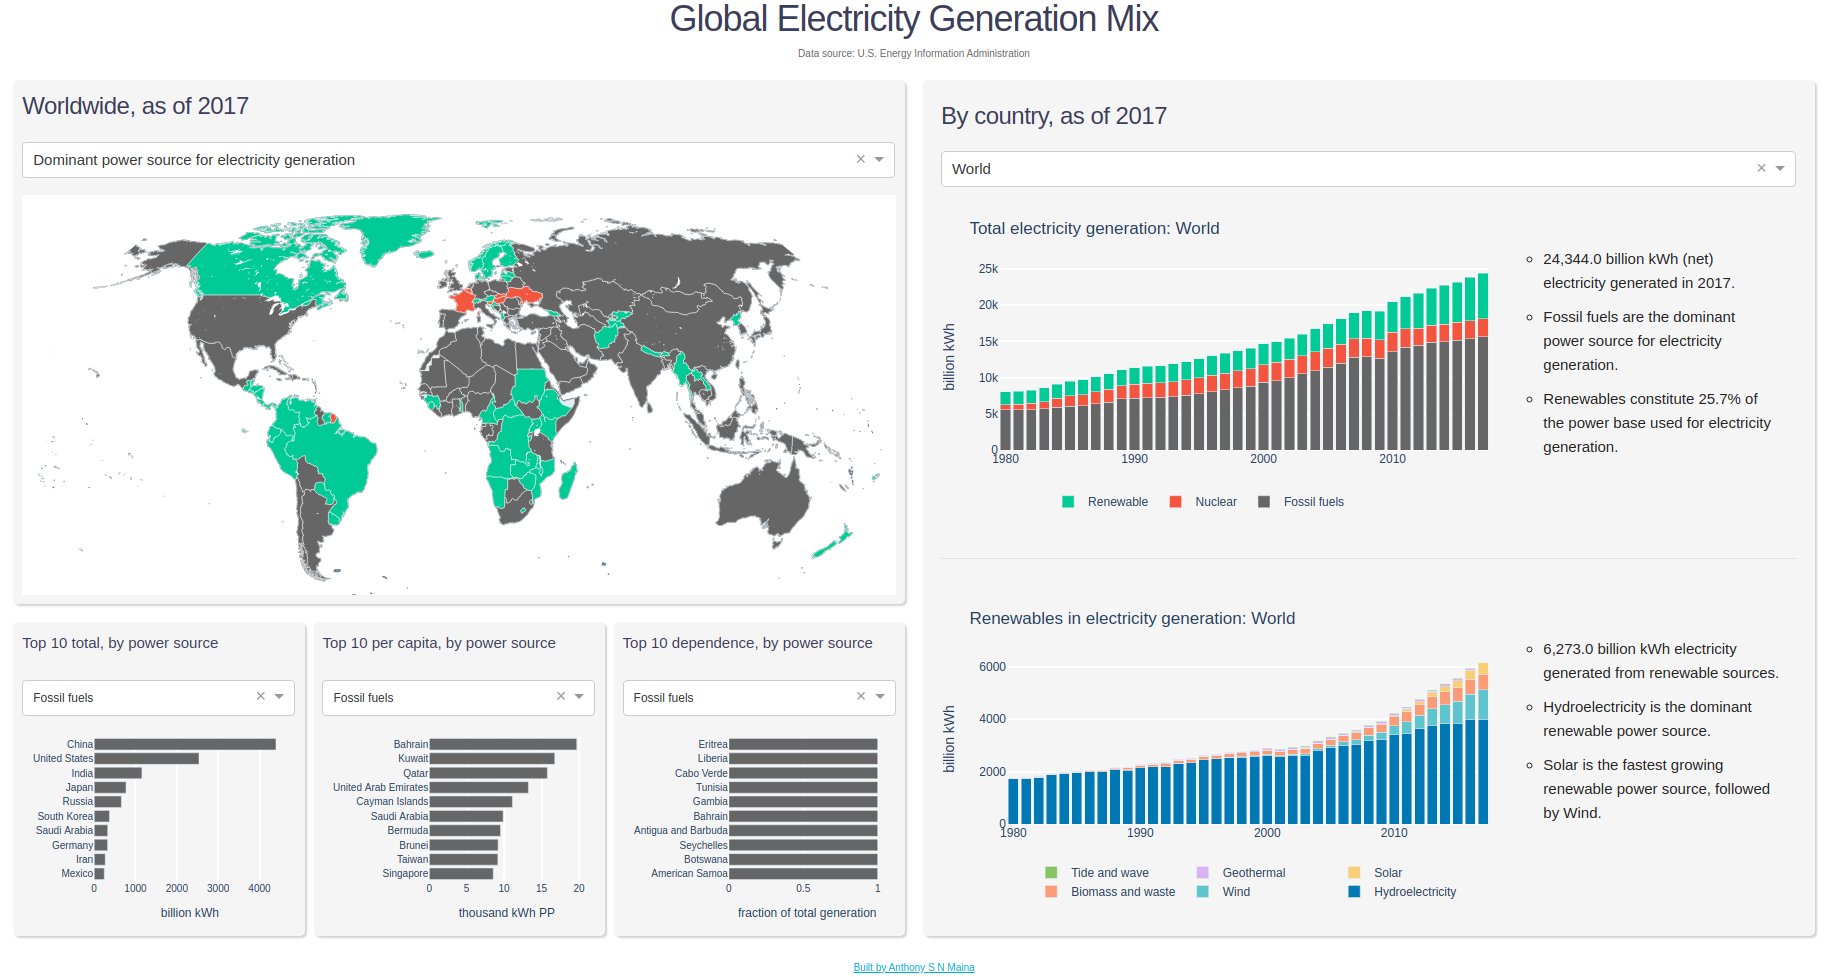 Global Electricity Generation Mix
Data source: U.S. Energy Information Administration
Worldwide, as of 2017
Dominant power source for electricity generation
× 
Top 10 total, by power source
Fossil fuels
×
China
United States
India
Japan
Russia
South Korea
Saudi Arabia
Germany
Iran
Mexico
0 1000 2000 3000 4000
billion kWh
Top 10 per capita, by power source
Fossil fuels
×
Bahrain
Kuwait
Qatar
United Arab Emirates
Cayman Islands
Saudi Arabia
Bermuda
Brunei
Taiwan
Singapore
0 5 10 15 20
thousand kWh PP
Top 10 dependence, by power source
Fossil fuels
×
Eritrea
Liberia
Cabo Verde
Tunisia
Gambia
Bahrain
Antigua and Barbuda
Seychelles
Botswana
American Samoa
0 0.5 1
fraction of total generation
By country, as of 2017
World
×
Total electricity generation: World
25k
20k
15k
10k
5k
0
billion kWh
1980 1990 2000 2010
Renewable Nuclear Fossil fuels
24,344.0 billion kWh (net)
electricity generated in 2017.
Fossil fuels are the dominant
power source for electricity
generation.
Renewables constitute 25.7% of
the power base used for electricity
generation.
Renewables in electricity generation: World
6000
4000
2000
0
billion kWh
1980 1990 2000 2010
Tide and wave Geothermal Solar
Biomass and waste Wind Hydroelectricity
6,273.0 billion kWh electricity
generated from renewable sources.
Hydroelectricity is the dominant
renewable power source.
Solar is the fastest growing
renewable power source, followed
by Wind.
Built by Anthony S N Maina